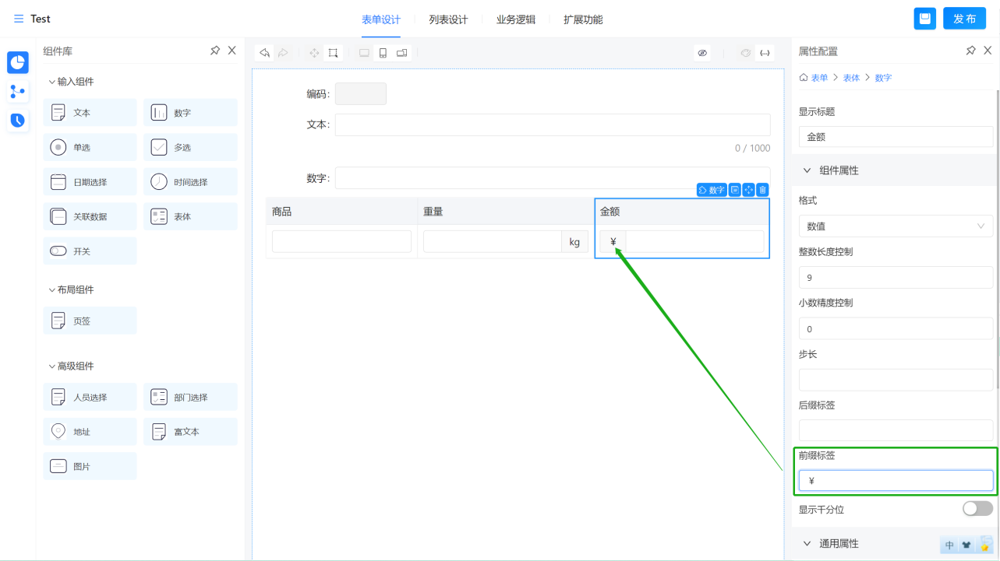 Test
表单设计
列表设计
业务逻辑
扩展功能
发 布
组件库
输入组件
文本
数字
单选
多选
日期选择
时间选择
关联数据
表体
开关
布局组件
页签
高级组件
人员选择
部门选择
地址
富文本
图片
编码:
文本:
0 / 1000
数字:
数字
商品
重量
金额
kg
¥
属性配置
表单 > 表体 > 数字
显示标题
金额
组件属性
格式
数值
整数长度控制
9
小数精度控制
0
步长
后缀标签
前缀标签
¥
显示千分位
通用属性
中